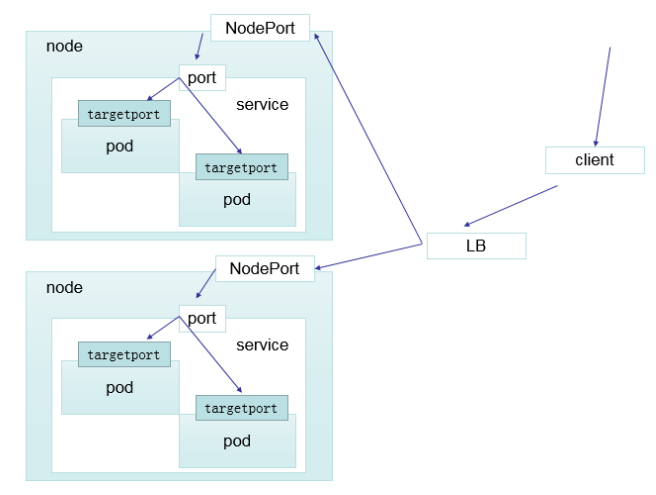 NodePort
node
port
service
targetport
pod
targetport
pod
client
LB
NodePort
node
port
service
targetport
pod
targetport
pod